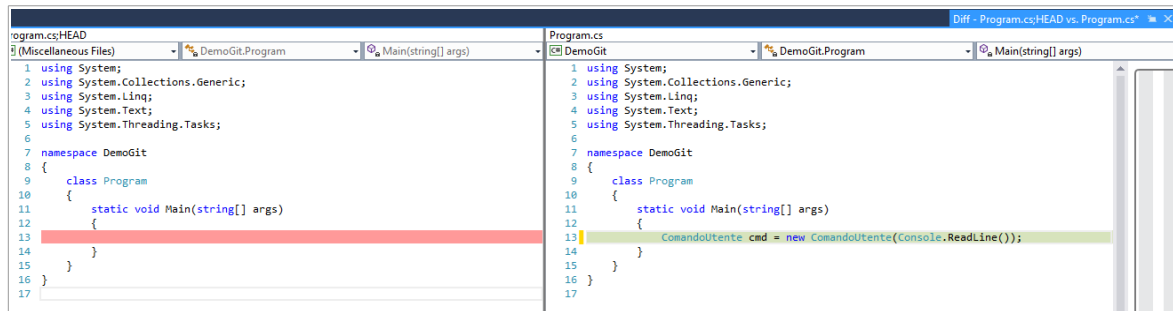 Diff - Program.cs;HEAD vs. Program.cs*
rogram.cs;HEAD
(Miscellaneous Files) DemoGit.Program Main(string[] args)
1 using System;
2 using System.Collections.Generic;
3 using System.Linq;
4 using System.Text;
5 using System.Threading.Tasks;
6
7 namespace DemoGit
8 {
9 class Program
10 {
11 static void Main(string[] args)
12 {
13
14 }
15 }
16 }
17
Program.cs
C# DemoGit DemoGit.Program Main(string[] args)
1 using System;
2 using System.Collections.Generic;
3 using System.Linq;
4 using System.Text;
5 using System.Threading.Tasks;
6
7 namespace DemoGit
8 {
9 class Program
10 {
11 static void Main(string[] args)
12 {
13 ComandoUtente cmd = new ComandoUtente(Console.ReadLine());
14 }
15 }
16 }
17